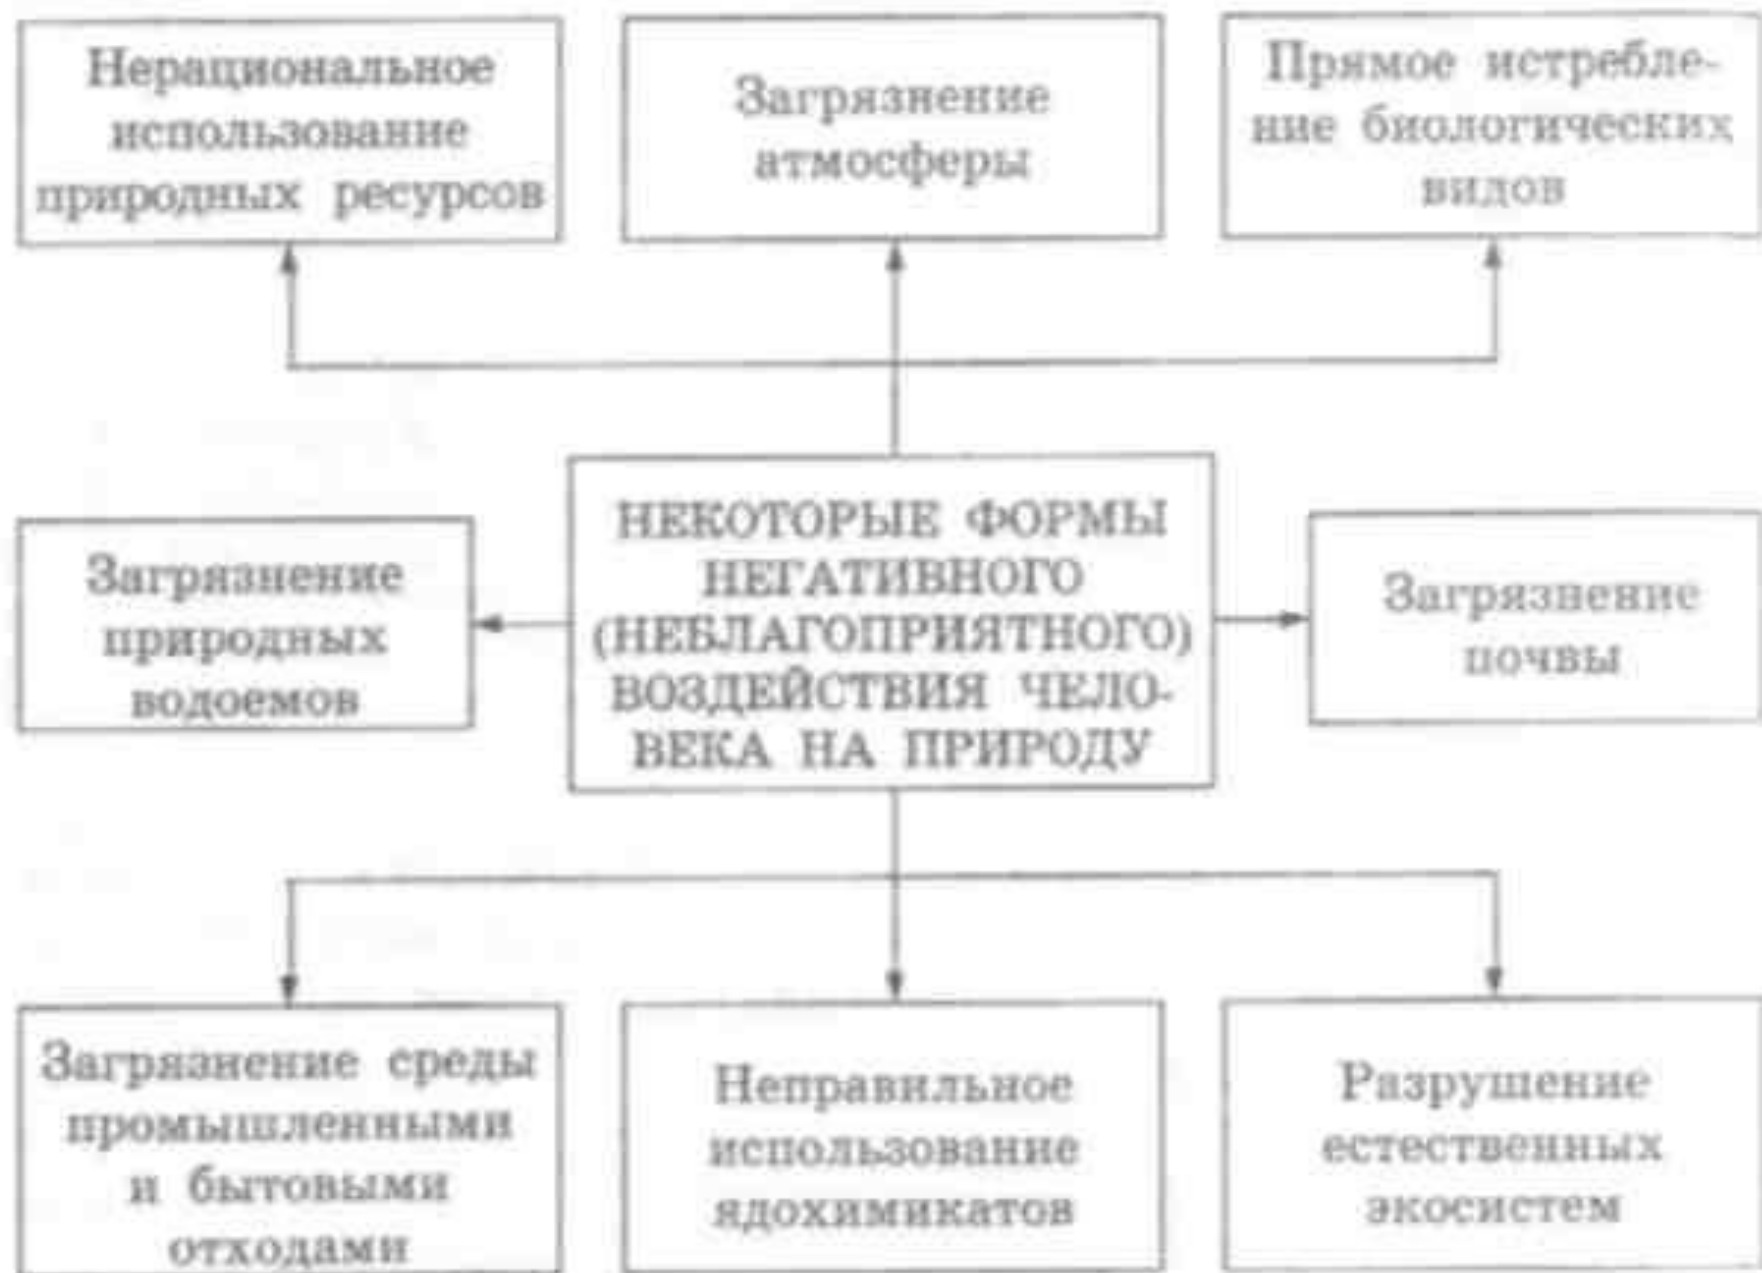 Нерациональное
использование
природных ресурсов
Загрязнение
атмосферы
Прямое истребле-
ние биологических
видов
Загрязнение
природных
водоемов
НЕКОТОРЫЕ ФОРМЫ
НЕГАТИВНОГО
(НЕБЛАГОПРИЯТНОГО)
ВОЗДЕЙСТВИЯ ЧЕЛО-
ВЕКА НА ПРИРОДУ
Загрязнение
почвы
Загрязнение среды
промышленными
и бытовыми
отходами
Неправильное
использование
ядохимикатов
Разрушение
естественных
экосистем